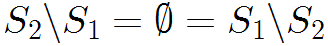 S₂\S₁ = ∅ = S₁\S₂